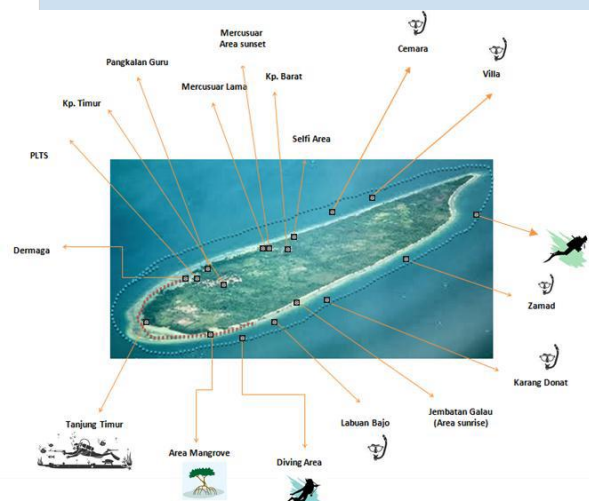 Mercusuar
Area sunset
Cemara
Villa
Pangkalan Guru
Kp. Barat
Mercusuar Lama
Kp. Timur
Selfi Area
PLTS
Dermaga
Zamad
Karang Donat
Jembatan Galau
(Area sunrise)
Labuan Bajo
Tanjung Timur
Area Mangrove
Diving Area